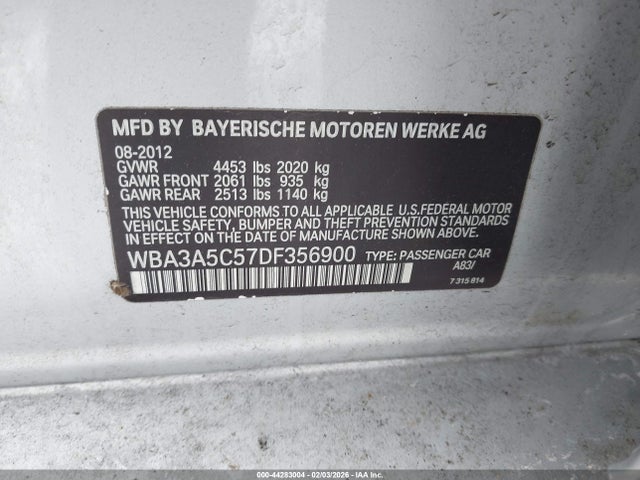 MFD BY BAYERISCHE MOTOREN WERKE AG
08-2012
GVWR 4453 lbs 2020 kg
GAWR FRONT 2061 lbs 935 kg
GAWR REAR 2513 lbs 1140 kg
THIS VEHICLE CONFORMS TO ALL APPLICABLE U.S.FEDERAL MOTOR
VEHICLE SAFETY, BUMPER AND THEFT PREVENTION STANDARDS
IN EFFECT ON THE DATE OF MANUFACTURE SHOWN ABOVE.
WBA3A5C57DF356900 TYPE: PASSENGER CAR
A83/
7 315 814
000-44283004 - 02/03/2026 - IAA Inc.